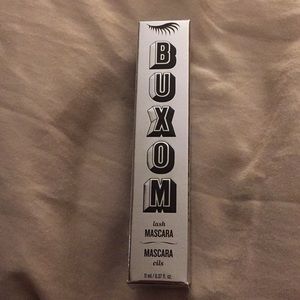 BUXOM
lash
MASCARA
MASCARA
cils
11 ml / 0.37 fl. oz.